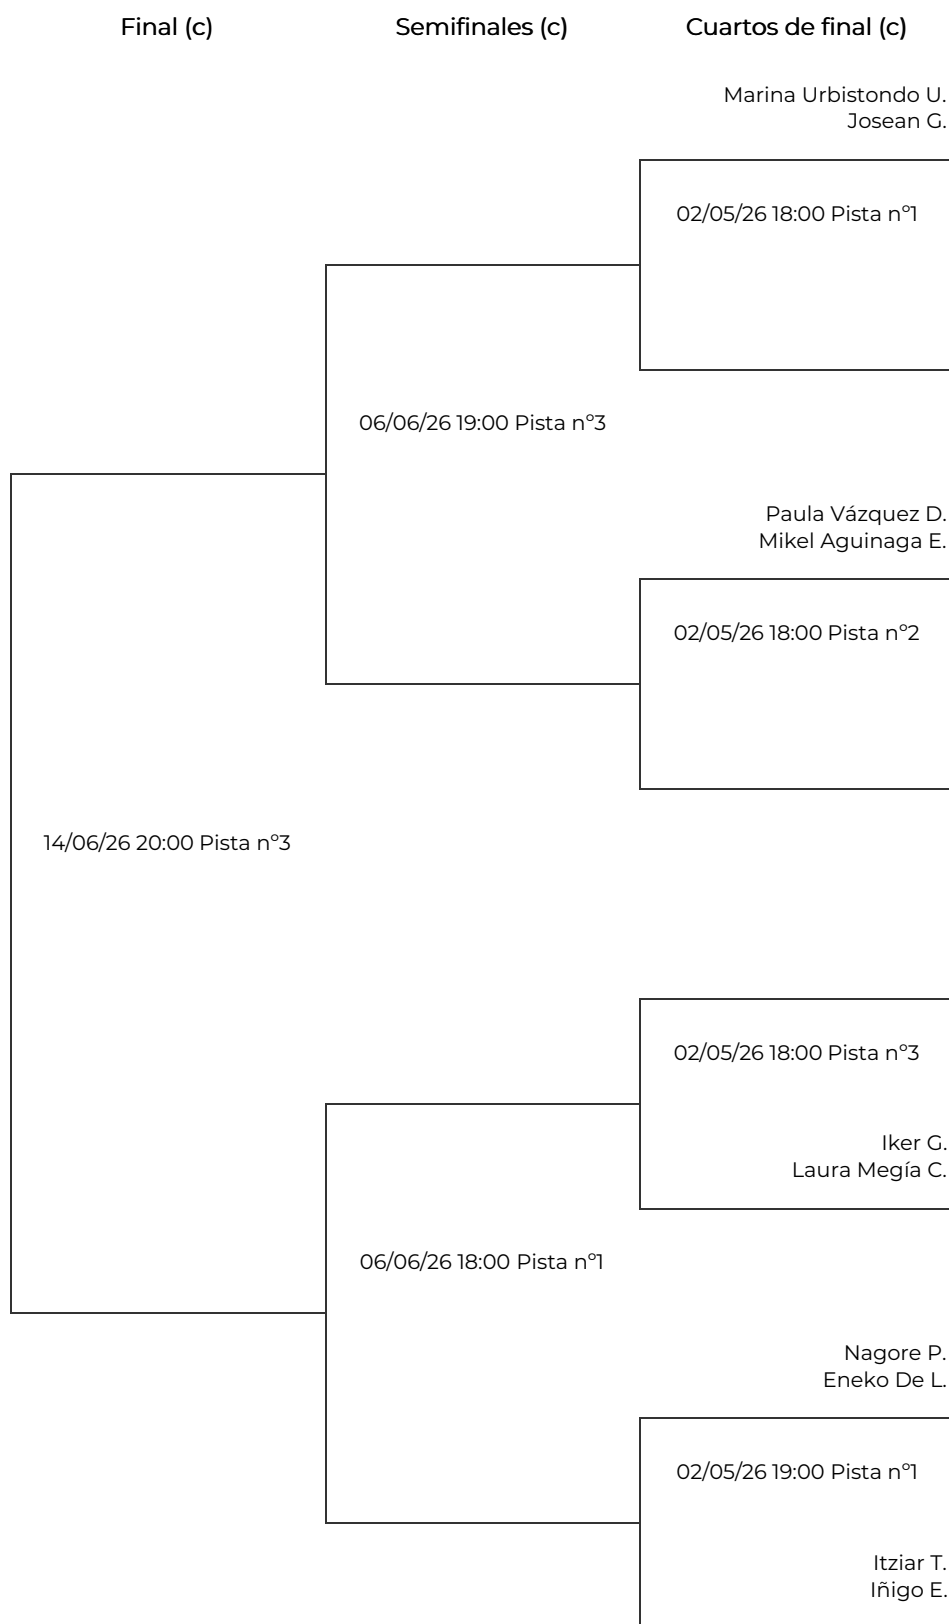 Final (c)
Semifinales (c)
Cuartos de final (c)
Marina Urbistondo U.
Josean G.
02/05/26 18:00 Pista nº1
06/06/26 19:00 Pista nº3
Paula Vázquez D.
Mikel Aguinaga E.
02/05/26 18:00 Pista nº2
14/06/26 20:00 Pista nº3
02/05/26 18:00 Pista nº3
Iker G.
Laura Megía C.
06/06/26 18:00 Pista nº1
Nagore P.
Eneko De L.
02/05/26 19:00 Pista nº1
Itziar T.
Iñigo E.